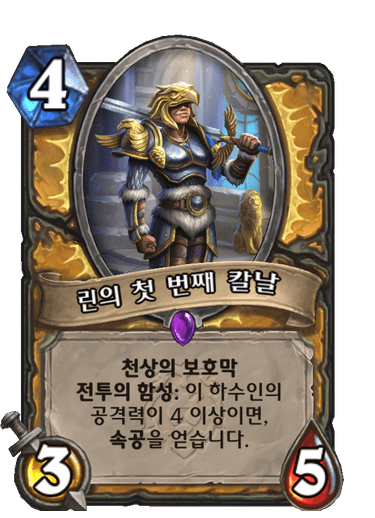 4
린의 첫 번째 칼날
천상의 보호막
전투의 함성: 이 하수인의
공격력이 4 이상이면,
속공을 얻습니다.
3
5